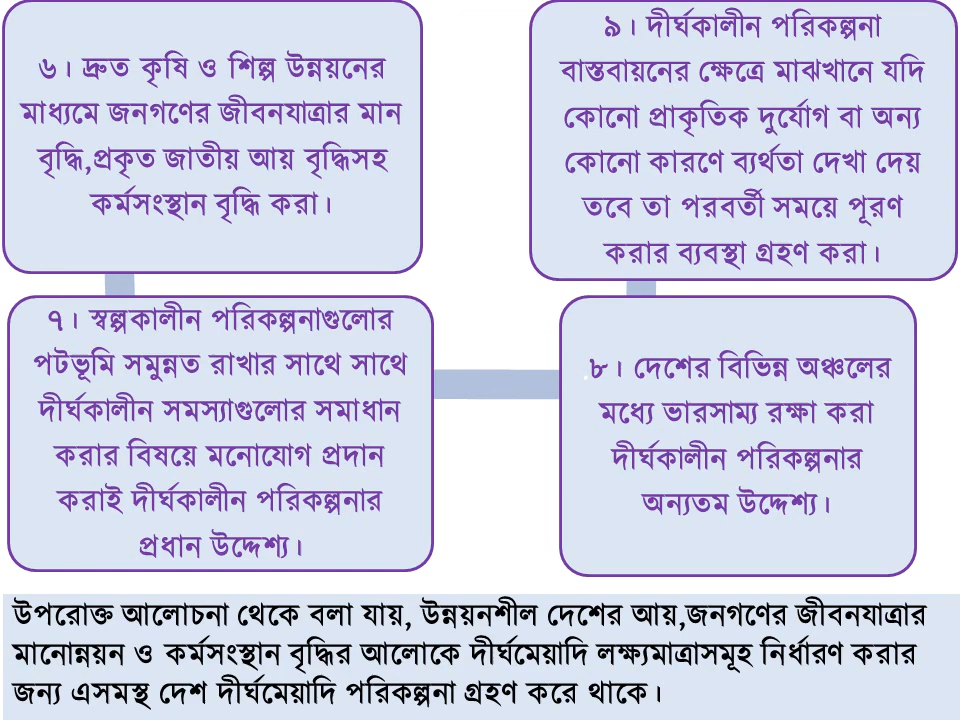 ৬। দ্রুত কৃষি ও শিল্প উন্নয়নের
মাধ্যমে জনগণের জীবনযাত্রার মান
বৃদ্ধি,প্রকৃত জাতীয় আয় বৃদ্ধিসহ
কর্মসংস্থান বৃদ্ধি করা।
৭। স্বল্পকালীন পরিকল্পনাগুলোর
পটভূমি সমুন্নত রাখার সাথে সাথে
দীর্ঘকালীন সমস্যাগুলোর সমাধান
করার বিষয়ে মনোযোগ প্রদান
করাই দীর্ঘকালীন পরিকল্পনার
প্রধান উদ্দেশ্য।
.৮। দেশের বিভিন্ন অঞ্চলের
মধ্যে ভারসাম্য রক্ষা করা
দীর্ঘকালীন পরিকল্পনার
অন্যতম উদ্দেশ্য।
৯। দীর্ঘকালীন পরিকল্পনা
বাস্তবায়নের ক্ষেত্রে মাঝখানে যদি
কোনো প্রাকৃতিক দুর্যোগ বা অন্য
কোনো কারণে ব্যর্থতা দেখা দেয়
তবে তা পরবর্তী সময়ে পূরণ
করার ব্যবস্থা গ্রহণ করা।
উপরোক্ত আলোচনা থেকে বলা যায়, উন্নয়নশীল দেশের আয়,জনগণের জীবনযাত্রার
মানোন্নয়ন ও কর্মসংস্থান বৃদ্ধির আলোকে দীর্ঘমেয়াদি লক্ষ্যমাত্রাসমূহ নির্ধারণ করার
জন্য এসমস্থ দেশ দীর্ঘমেয়াদি পরিকল্পনা গ্রহণ করে থাকে।